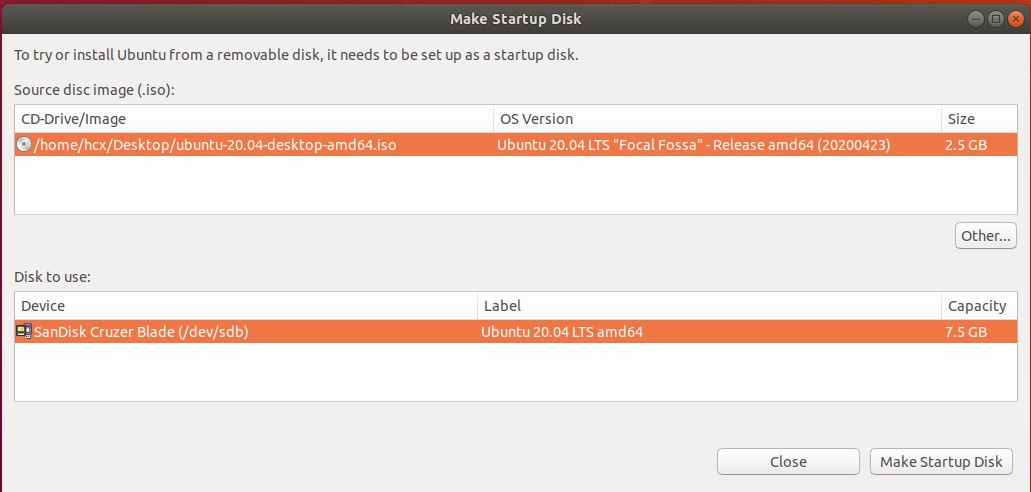 Make Startup Disk
To try or install Ubuntu from a removable disk, it needs to be set up as a startup disk.
Source disc image (.iso):
CD-Drive/Image OS Version Size
/home/hcx/Desktop/ubuntu-20.04-desktop-amd64.iso Ubuntu 20.04 LTS "Focal Fossa" - Release amd64 (20200423) 2.5 GB
Other...
Disk to use:
Device Label Capacity
SanDisk Cruzer Blade (/dev/sdb) Ubuntu 20.04 LTS amd64 7.5 GB
Close Make Startup Disk